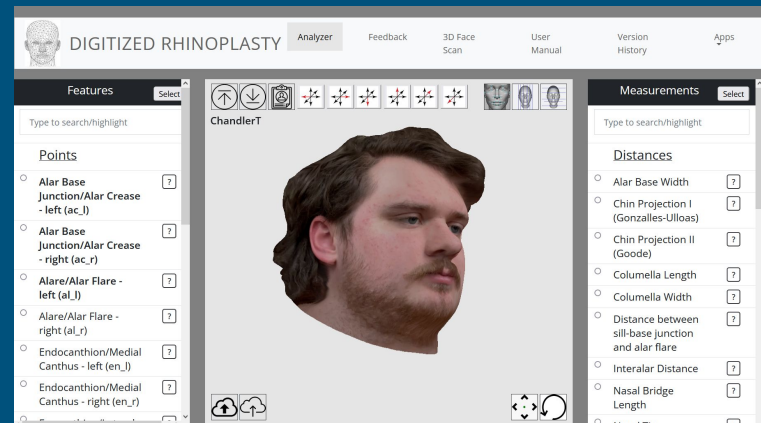 DIGITIZED RHINOPLASTY
Analyzer
Feedback
3D Face
Scan
User
Manual
Version
History
Apps
Features
Select
Type to search/highlight
Points
Alar Base
Junction/Alar Crease
- left (ac_l)
?
Alar Base
Junction/Alar Crease
- right (ac_r)
?
Alare/Alar Flare -
left (al_l)
?
Alare/Alar Flare -
right (al_r)
?
Endocanthion/Medial
Canthus - left (en_l)
?
Endocanthion/Medial
Canthus - right (en_r)
?
ChandlerT
Measurements
Select
Type to search/highlight
Distances
Alar Base Width
?
Chin Projection I
(Gonzalles-Ulloas)
?
Chin Projection II
(Goode)
?
Columella Length
?
Columella Width
?
Distance between
sill-base junction
and alar flare
?
Interalar Distance
?
Nasal Bridge
Length
?